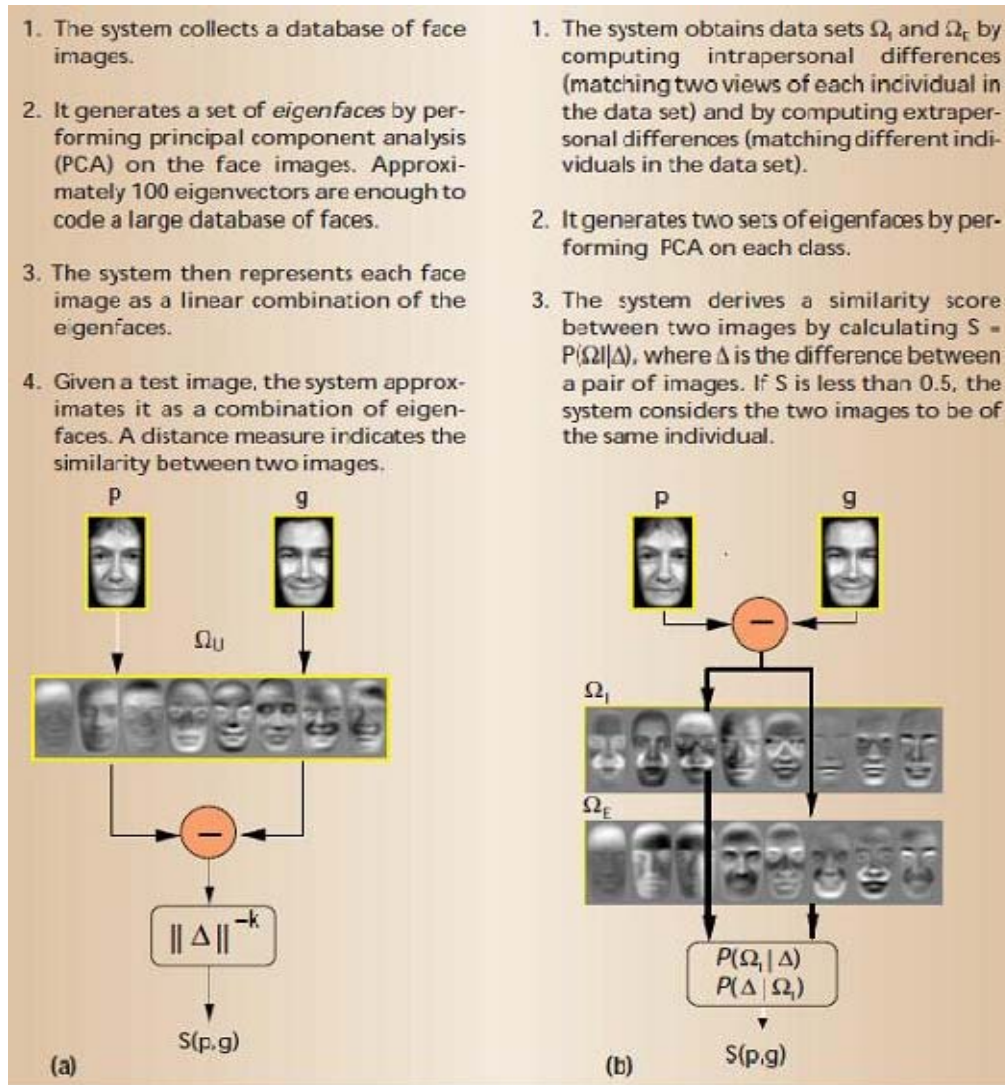 1. The system collects a database of face
images.
2. It generates a set of eigenfaces by per-
forming principal component analysis
(PCA) on the face images. Approxi-
mately 100 eigenvectors are enough to
code a large database of faces.
3. The system then represents each face
image as a linear combination of the
eigenfaces.
4. Given a test image, the system approx-
imates it as a combination of eigen-
faces. A distance measure indicates the
similarity between two images.
p
g
Ω_U
‖ Δ ‖^−k
S(p,g)
(a)
1. The system obtains data sets Ω_I and Ω_E by
computing intrapersonal differences
(matching two views of each individual in
the data set) and by computing extraper-
sonal differences (matching different indi-
viduals in the data set).
2. It generates two sets of eigenfaces by per-
forming PCA on each class.
3. The system derives a similarity score
between two images by calculating S =
P(ΩI|Δ), where Δ is the difference between
a pair of images. If S is less than 0.5, the
system considers the two images to be of
the same individual.
p
g
−
Ω_I
Ω_E
−
P(Ω_I | Δ)
P(Δ | Ω_I)
S(p,g)
(b)